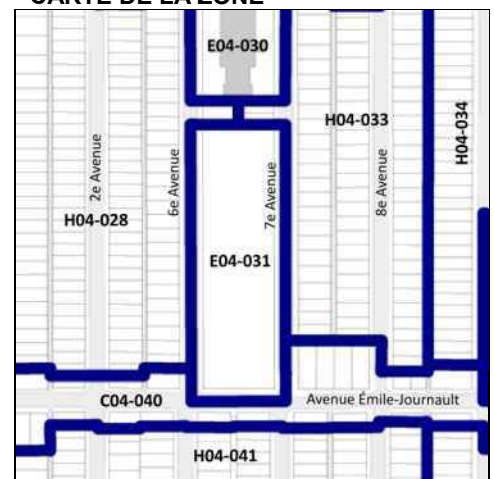 CARTE DE LA ZONE
E04-030
H04-033
H04-034
2e Avenue
6e Avenue
7e Avenue
8e Avenue
H04-028
E04-031
C04-040
Avenue Émile-Journault
H04-041